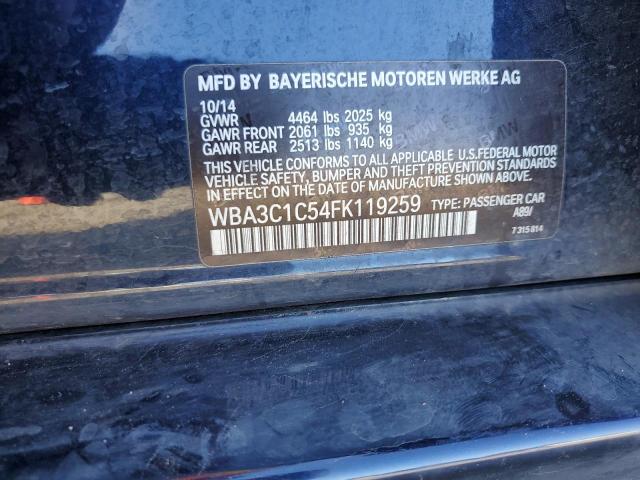 MFD BY BAYERISCHE MOTOREN WERKE AG
10/14
GVWR 4464 lbs 2025 kg
GAWR FRONT 2061 lbs 935 kg
GAWR REAR 2513 lbs 1140 kg
THIS VEHICLE CONFORMS TO ALL APPLICABLE U.S.FEDERAL MOTOR
VEHICLE SAFETY, BUMPER AND THEFT PREVENTION STANDARDS
IN EFFECT ON THE DATE OF MANUFACTURE SHOWN ABOVE.
WBA3C1C54FK119259 TYPE: PASSENGER CAR
A89/
7315814